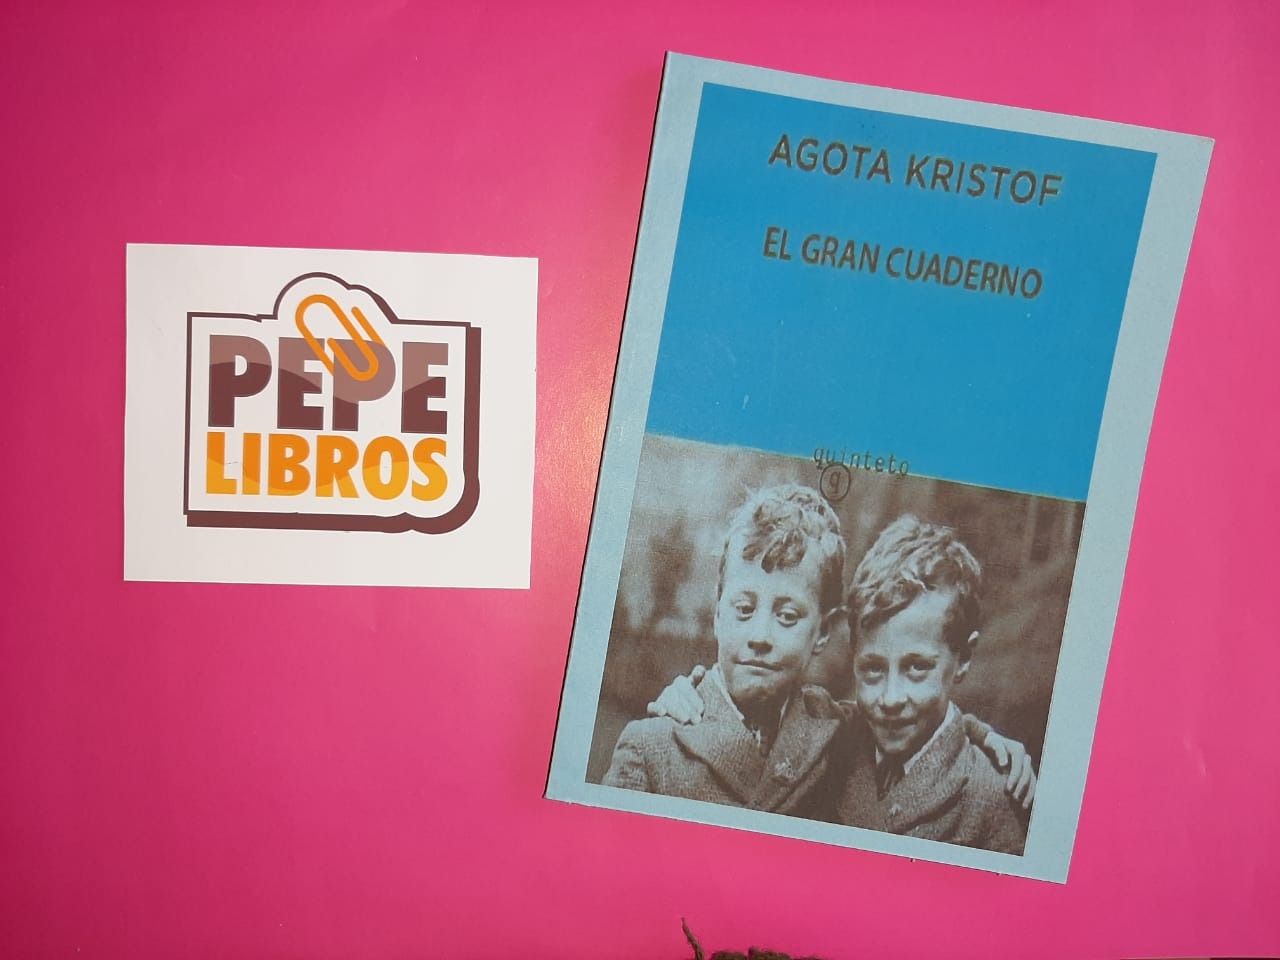 PEPE
LIBROS
AGOTA KRISTOF
EL GRAN CUADERNO
quinteto
q